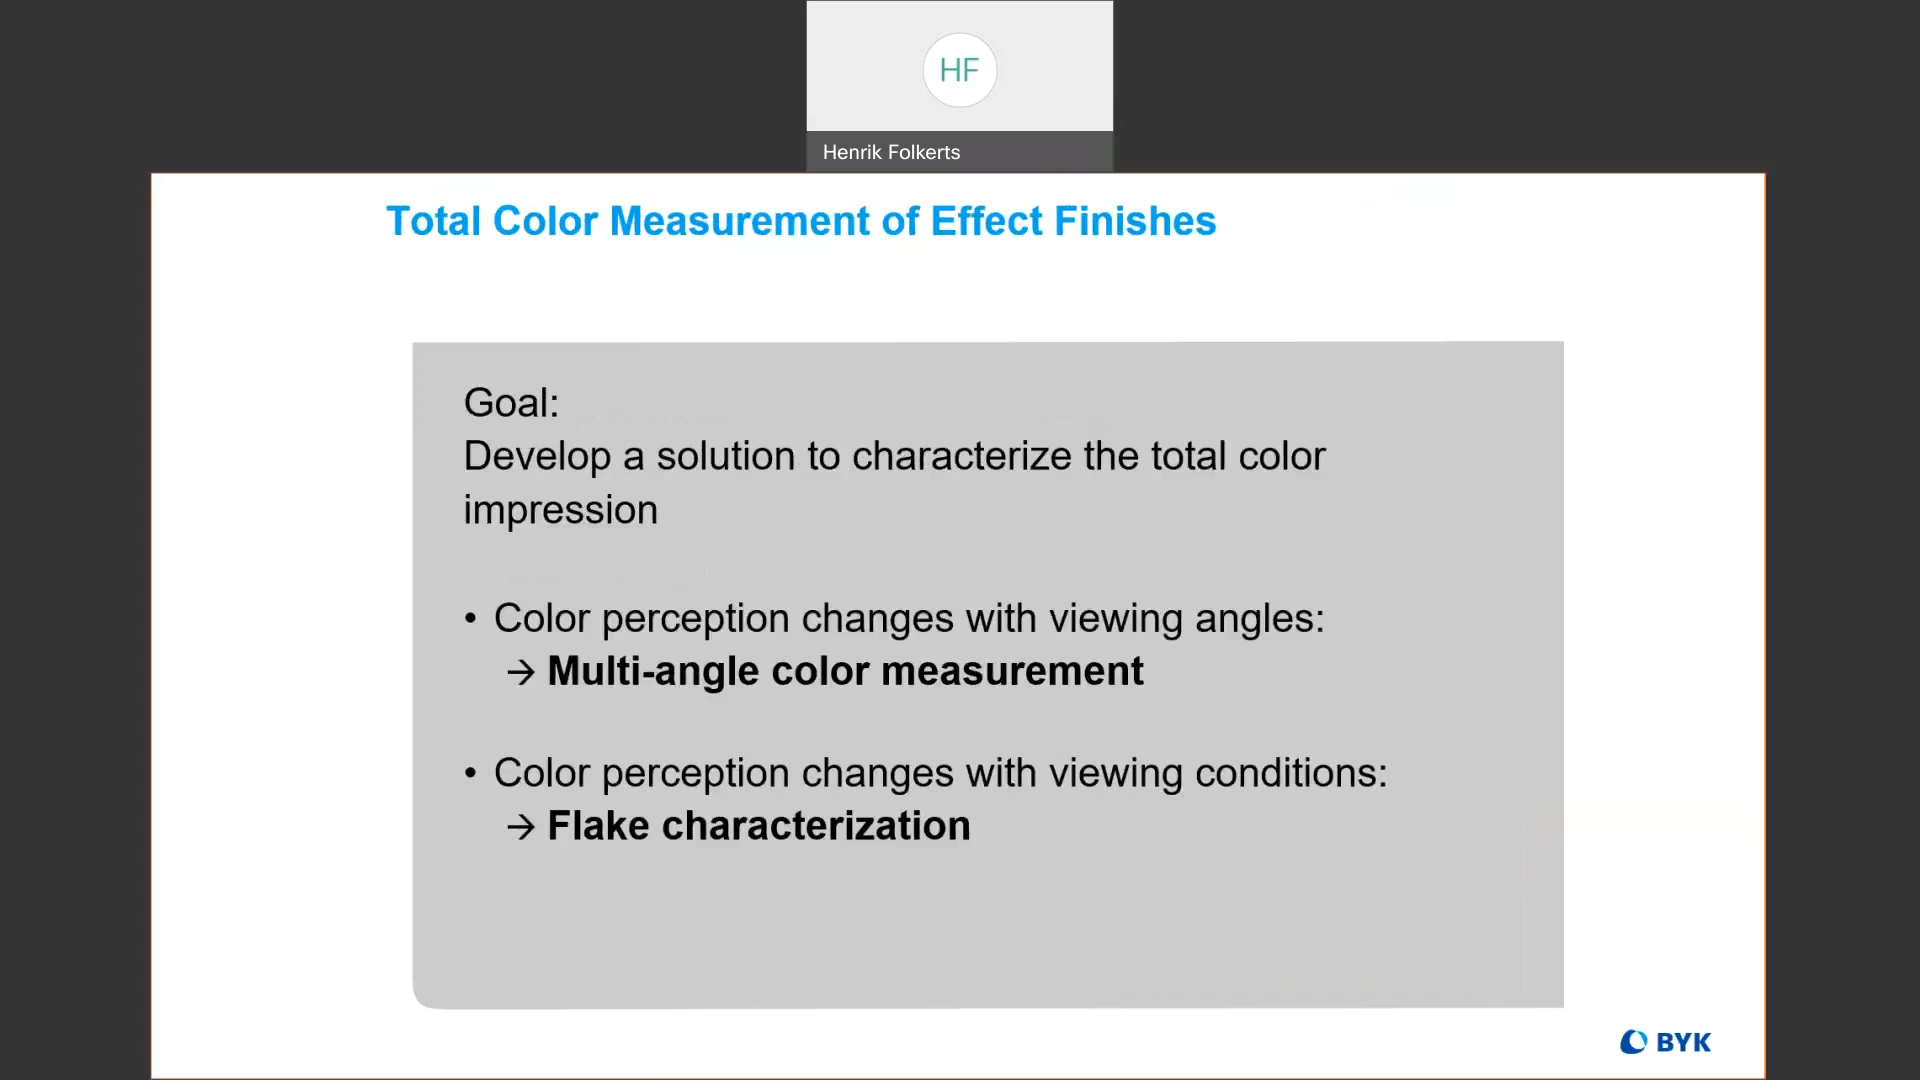 HF
Henrik Folkerts
Total Color Measurement of Effect Finishes
Goal:
Develop a solution to characterize the total color
impression
• Color perception changes with viewing angles:
→ Multi-angle color measurement
• Color perception changes with viewing conditions:
→ Flake characterization
BYK